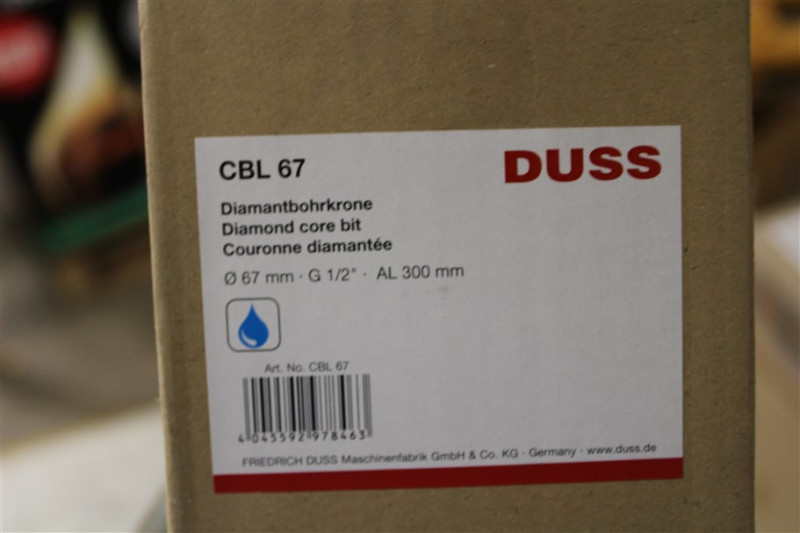 CBL 67
DUSS
Diamantbohrkrone
Diamond core bit
Couronne diamantée
Ø 67 mm · G 1/2" · AL 300 mm
Art. No. CBL 67
4 045592 978463
FRIEDRICH DUSS Maschinenfabrik GmbH & Co. KG · Germany · www.duss.de